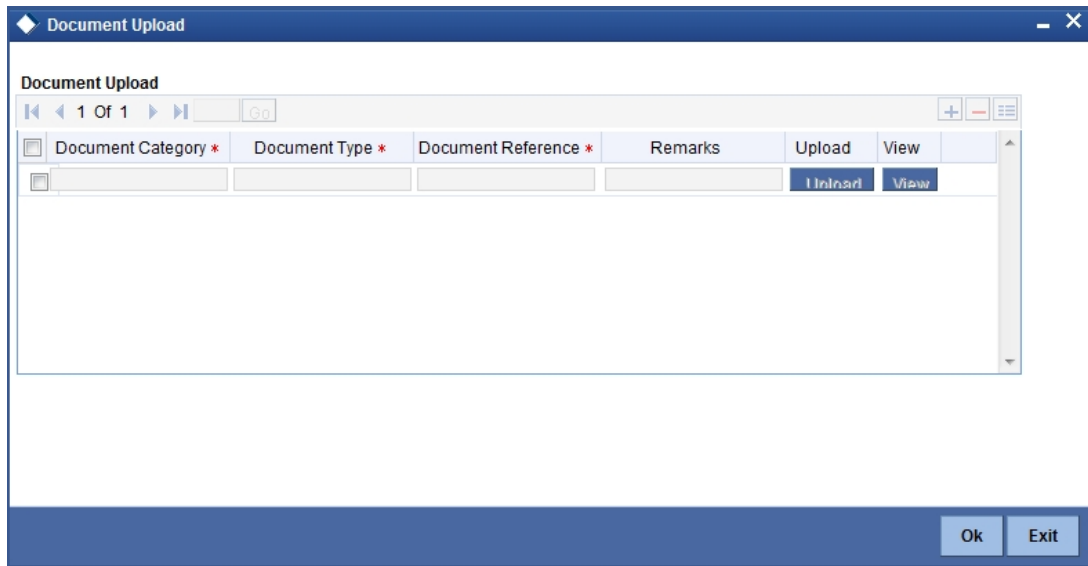 Document Upload
Document Upload
1 Of 1 Go
Document Category * Document Type * Document Reference * Remarks Upload View
Upload View
Ok Exit